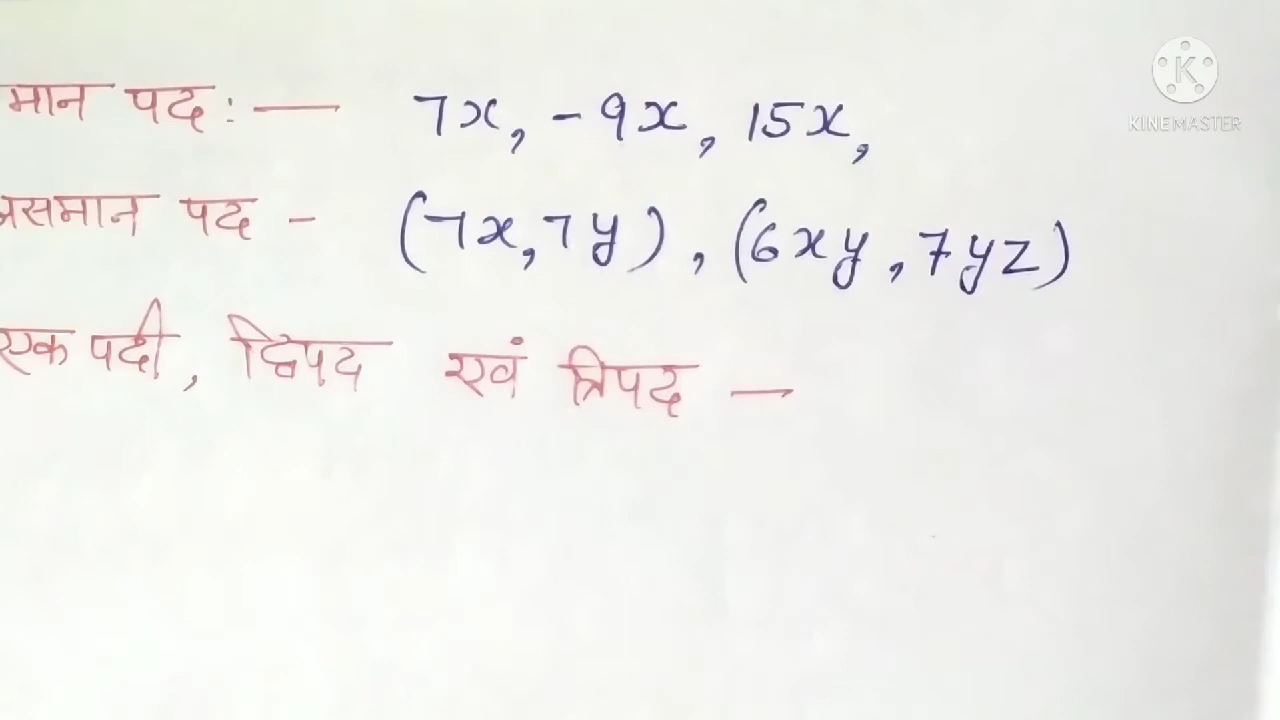 मान पद :— 7x, -9x, 15x,
असमान पद - (7x, 7y), (6xy, 7yz)
एक पदी, द्विपद एवं त्रिपद —
K
KINEMASTER